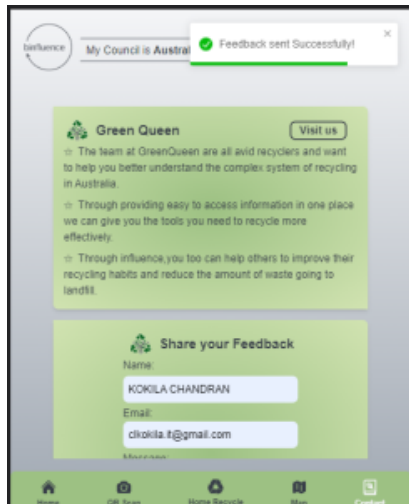 binfluence
My Council is Austral
Feedback sent Successfully!
Green Queen
Visit us
☆ The team at GreenQueen are all avid recyclers and want
to help you better understand the complex system of recycling
in Australia.
☆ Through providing easy to access information in one place
we can give you the tools you need to recycle more
effectively.
☆ Through influence,you too can help others to improve their
recycling habits and reduce the amount of waste going to
landfill.
Share your Feedback
Name:
KOKILA CHANDRAN
Email:
clkokila.it@gmail.com
Message:
Home
QR Scan
Home Recycle
Map
Contact